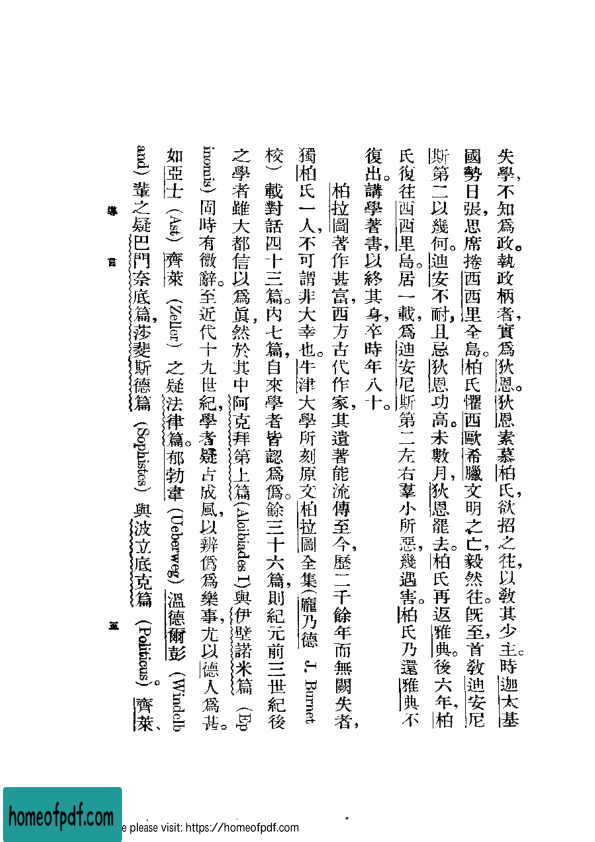 失學，不知爲政。執政柄者，實爲狄恩。狄恩素慕柏氏，欲招之往，以敎其少主。時迦太基
國勢日張，思席捲西西里全島。柏氏懼西歐希臘文明之亡，毅然往。旣至，首敎迪安尼
斯第二以幾何。迪安不耐，且忌狄恩功高。未數月，狄恩罷去。柏氏再返雅典。後六年，柏
氏復往西西里島。居一載，爲迪安尼斯第二左右羣小所惡，幾遇害。柏氏乃還雅典不
復出。講學著書，以終其身，卒時年八十。
柏拉圖著作甚富，西方古代作家，其遺著能流傳至今，歷二千餘年而無闕失者，
獨柏氏一人，不可謂非大幸也。牛津大學所刻原文柏拉圖全集(龐乃德 J. Burnet
校)載對話四十三篇。內七篇，自來學者皆認爲僞。餘三十六篇，則紀元前三世紀後
之學者雖大都信以爲眞，然於其中阿克拜第上篇(Alcibiades I)與伊壁諾米篇 (Ep
inomis) 同時有微辭。至近代十九世紀，學者疑古成風，以辨僞爲樂事，尤以德人爲甚。
如亞士 (Ast) 齊萊 (Zeller) 之疑法律篇。郁勃韋 (Ueberweg) 溫德爾彭 (Windelb
and) 輩之疑巴門奈底篇，莎斐斯德篇 (Sophistes) 與波立底克篇 (Politicus)。齊萊、
導言
五
homeofpdf.com
e please visit: https://homeofpdf.com